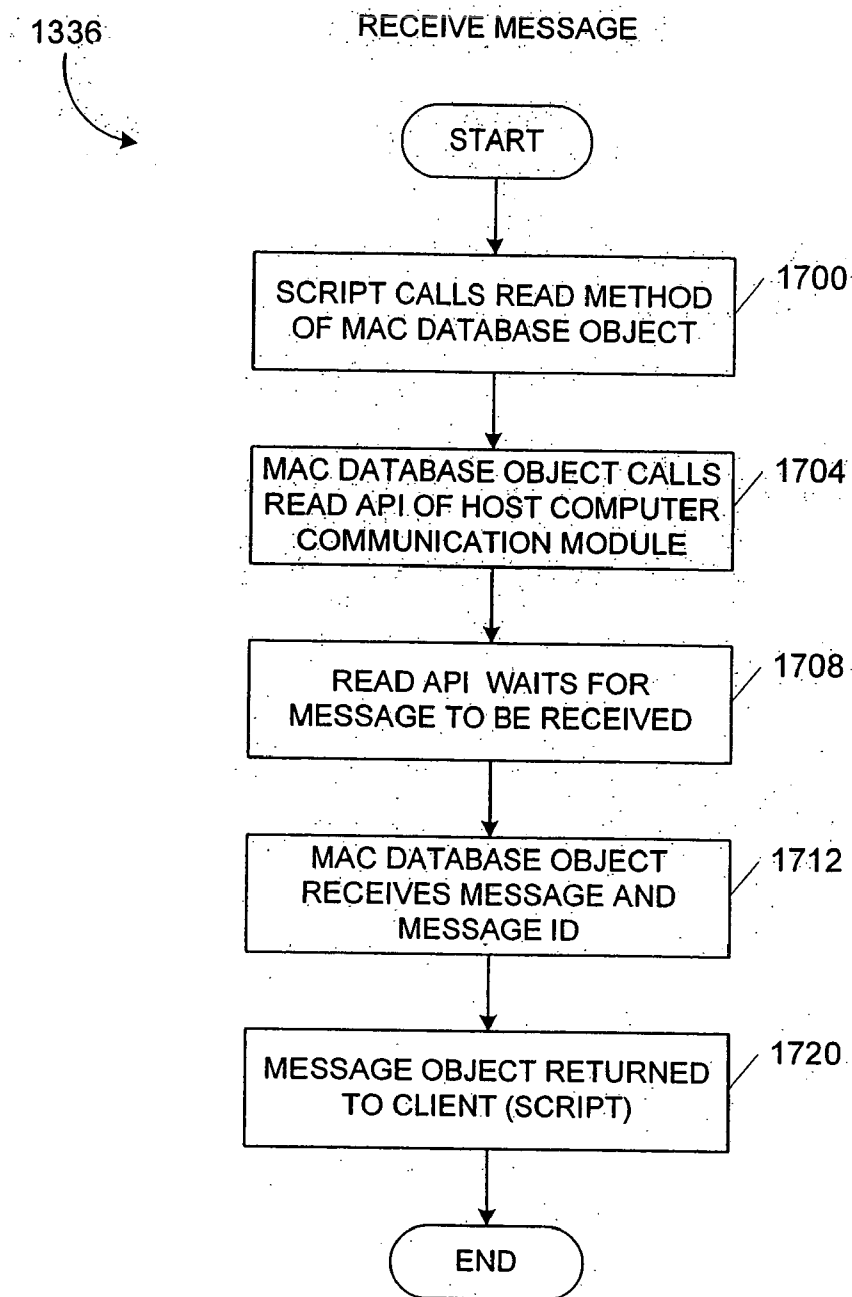 1336
RECEIVE MESSAGE
START
SCRIPT CALLS READ METHOD
OF MAC DATABASE OBJECT
1700
MAC DATABASE OBJECT CALLS
READ API OF HOST COMPUTER
COMMUNICATION MODULE
1704
READ API WAITS FOR
MESSAGE TO BE RECEIVED
1708
MAC DATABASE OBJECT
RECEIVES MESSAGE AND
MESSAGE ID
1712
MESSAGE OBJECT RETURNED
TO CLIENT (SCRIPT)
1720
END